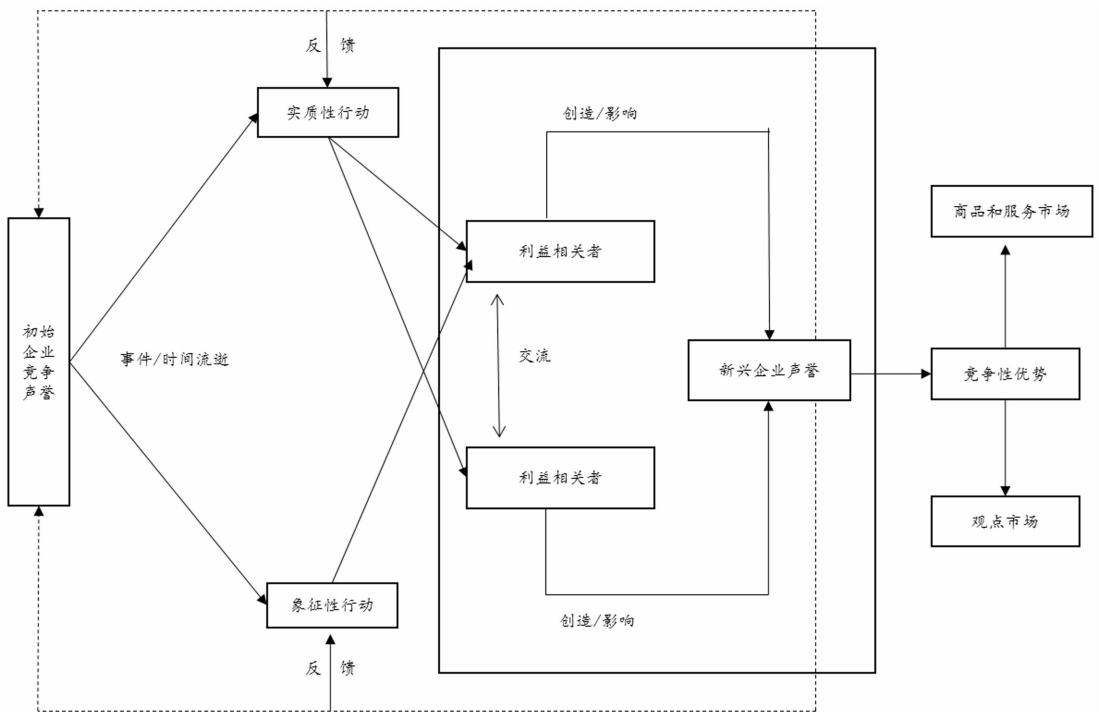 反 馈
实质性行动
创造/影响
商品和服务市场
利益相关者
初始
企业
竞争
声誉
事件/时间流逝
交流
新兴企业声誉
竞争性优势
利益相关者
观点市场
象征性行动
创造/影响
反 馈